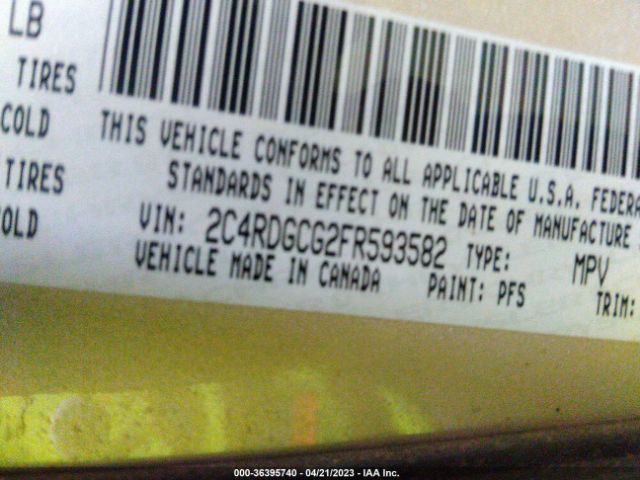 LB
TIRES
COLD
TIRES
OLD
THIS VEHICLE CONFORMS TO ALL APPLICABLE U.S.A. FEDERA
STANDARDS IN EFFECT ON THE DATE OF MANUFACTURE
VIN: 2C4RDGCG2FR593582 TYPE: MPV
VEHICLE MADE IN CANADA PAINT: PFS TRIM:
000-36395740 - 04/21/2023 - IAA Inc.